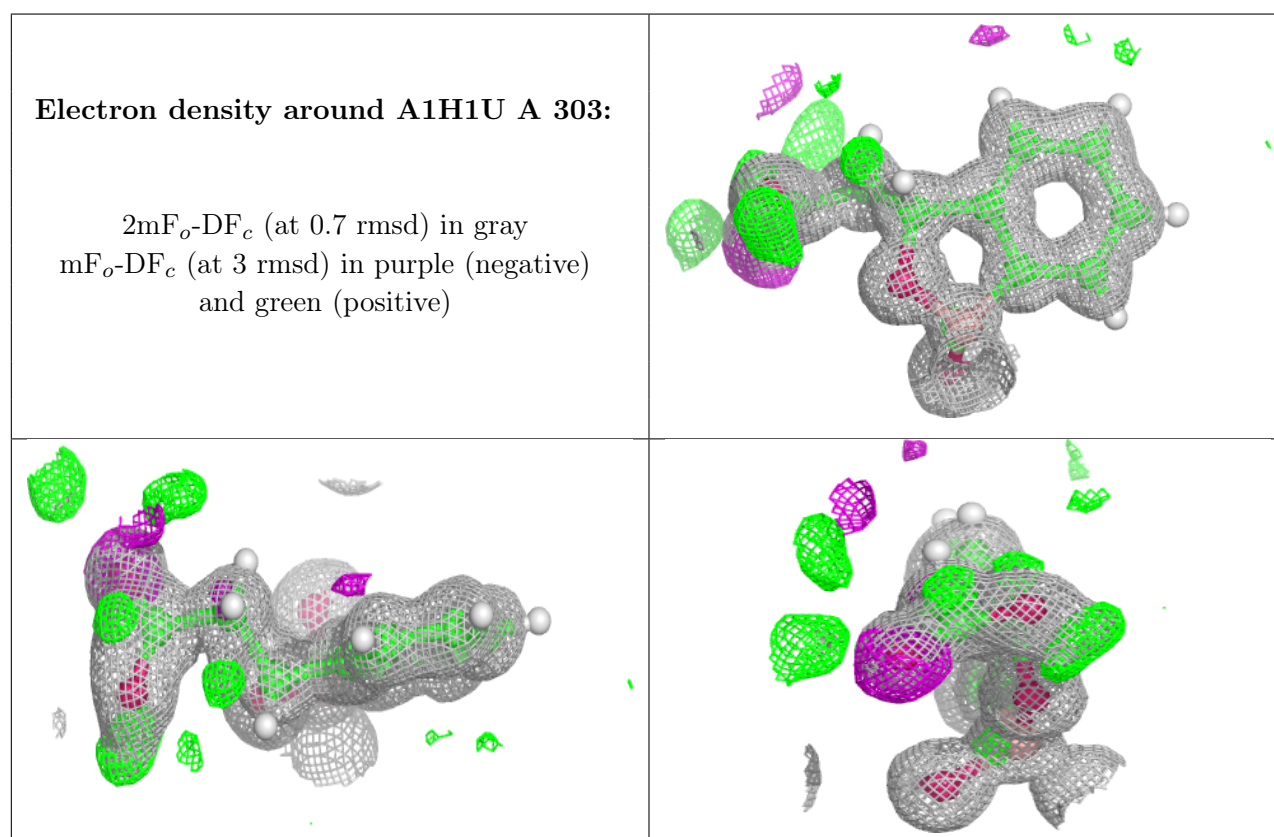 Electron density around A1H1U A 303:
2mFₒ-DF𝒸 (at 0.7 rmsd) in gray
mFₒ-DF𝒸 (at 3 rmsd) in purple (negative)
and green (positive)